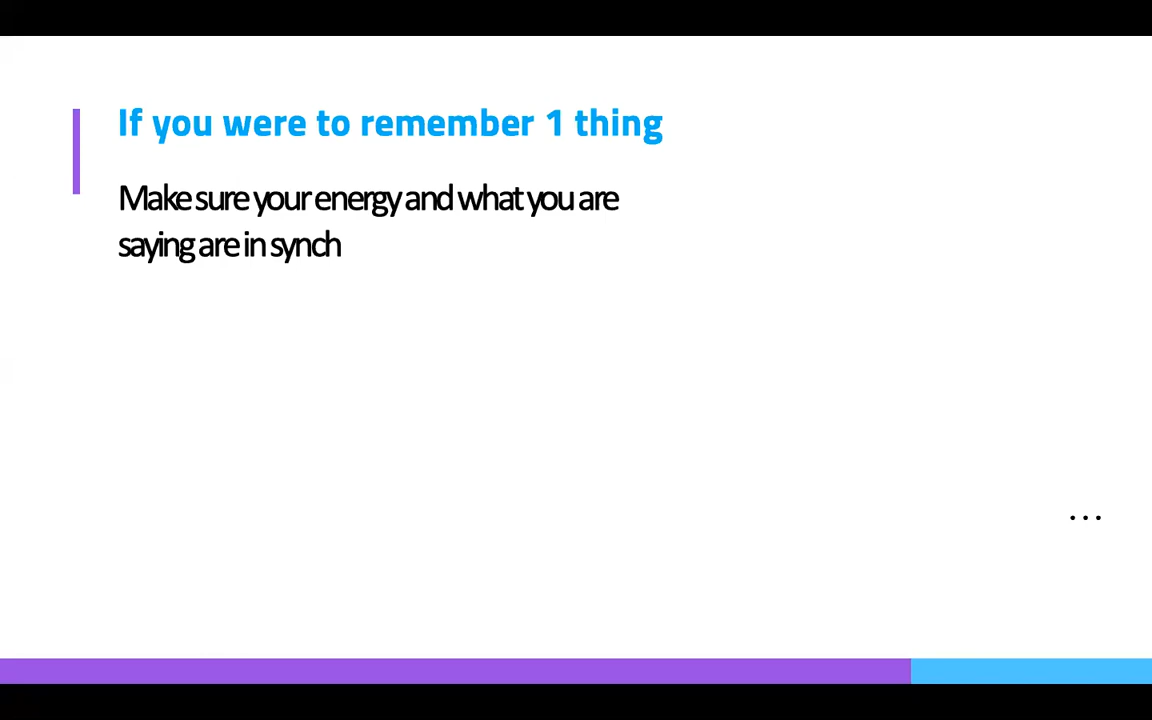 If you were to remember 1 thing
Make sure your energy and what you are
saying are in synch
...